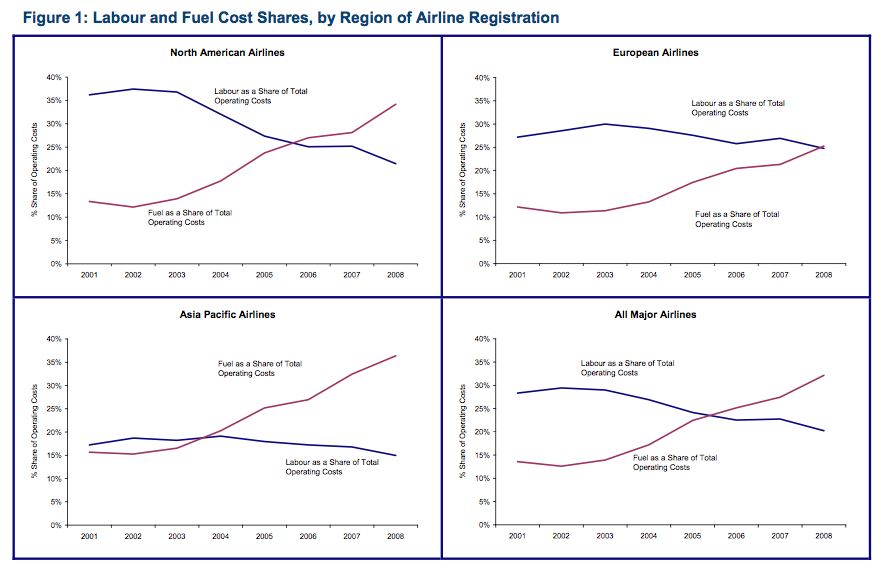 Figure 1: Labour and Fuel Cost Shares, by Region of Airline Registration
North American Airlines
% Share of Operating Costs
40%
35%
30%
25%
20%
15%
10%
5%
0%
Labour as a Share of Total
Operating Costs
Fuel as a Share of Total
Operating Costs
2001 2002 2003 2004 2005 2006 2007 2008
European Airlines
% Share of Operating Costs
40%
35%
30%
25%
20%
15%
10%
5%
0%
Labour as a Share of Total
Operating Costs
Fuel as a Share of Total
Operating Costs
2001 2002 2003 2004 2005 2006 2007 2008
Asia Pacific Airlines
% Share of Operating Costs
40%
35%
30%
25%
20%
15%
10%
5%
0%
Fuel as a Share of Total
Operating Costs
Labour as a Share of Total
Operating Costs
2001 2002 2003 2004 2005 2006 2007 2008
All Major Airlines
% Share of Operating Costs
40%
35%
30%
25%
20%
15%
10%
5%
0%
Labour as a Share of Total
Operating Costs
Fuel as a Share of Total
Operating Costs
2001 2002 2003 2004 2005 2006 2007 2008